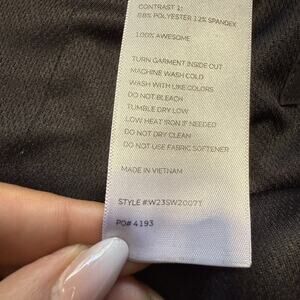 CONTRAST 1:
88% POLYESTER 12% SPANDEX
100% AWESOME
TURN GARMENT INSIDE OUT
MACHINE WASH COLD
WASH WITH LIKE COLORS
DO NOT BLEACH
TUMBLE DRY LOW
LOW HEAT IRON IF NEEDED
DO NOT DRY CLEAN
DO NOT USE FABRIC SOFTENER
MADE IN VIETNAM
STYLE #:W23SW2007T
PO# 4193